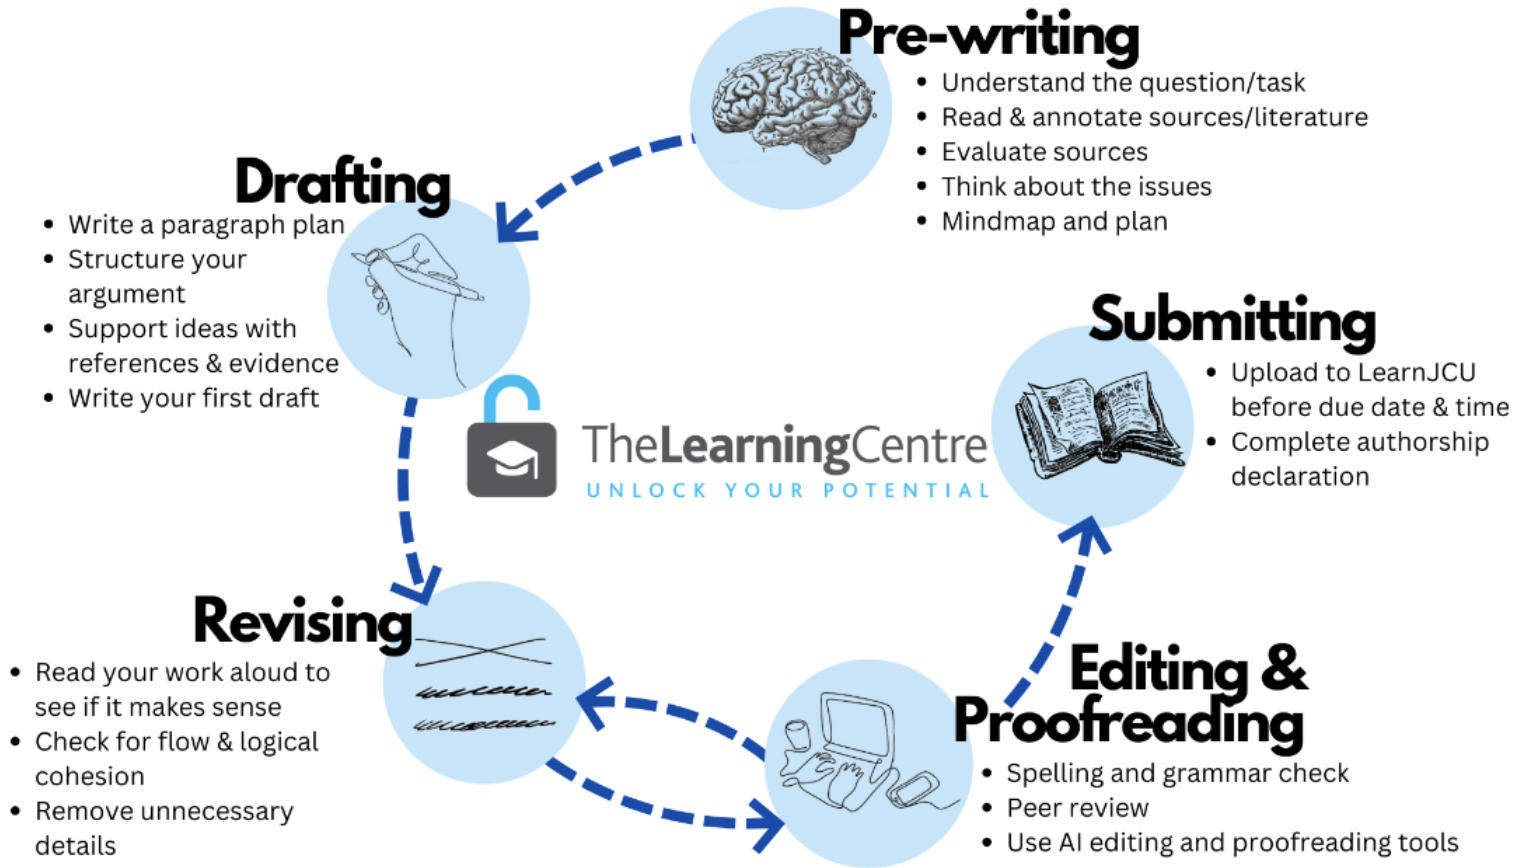 Pre-writing
• Understand the question/task
• Read & annotate sources/literature
• Evaluate sources
• Think about the issues
• Mindmap and plan
Drafting
• Write a paragraph plan
• Structure your
argument
• Support ideas with
references & evidence
• Write your first draft
Submitting
• Upload to LearnJCU
before due date & time
• Complete authorship
declaration
TheLearningCentre
UNLOCK YOUR POTENTIAL
Revising
• Read your work aloud to
see if it makes sense
• Check for flow & logical
cohesion
• Remove unnecessary
details
Editing &
Proofreading
• Spelling and grammar check
• Peer review
• Use AI editing and proofreading tools